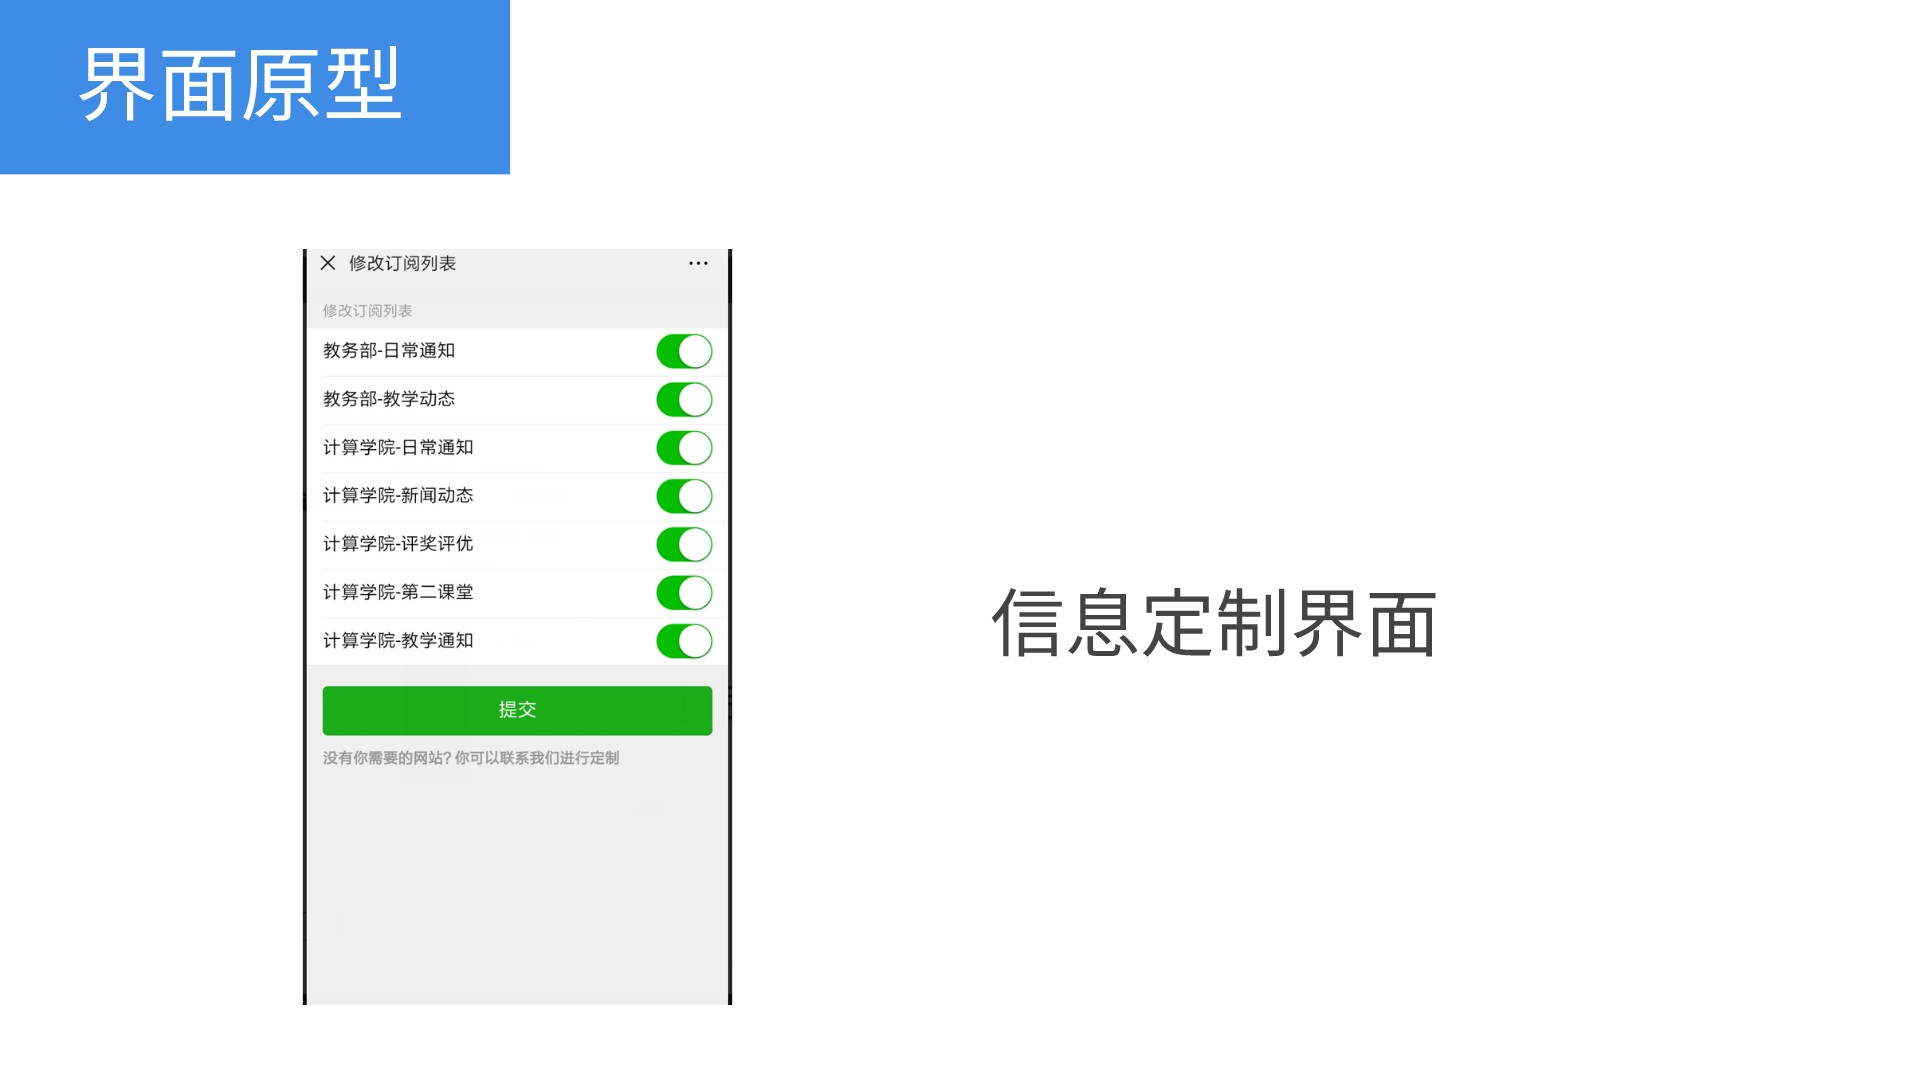 界面原型
修改订阅列表
修改订阅列表
教务部-日常通知
教务部-教学动态
计算学院-日常通知
计算学院-新闻动态
计算学院-评奖评优
计算学院-第二课堂
计算学院-教学通知
提交
没有你需要的网站? 你可以联系我们进行定制
信息定制界面